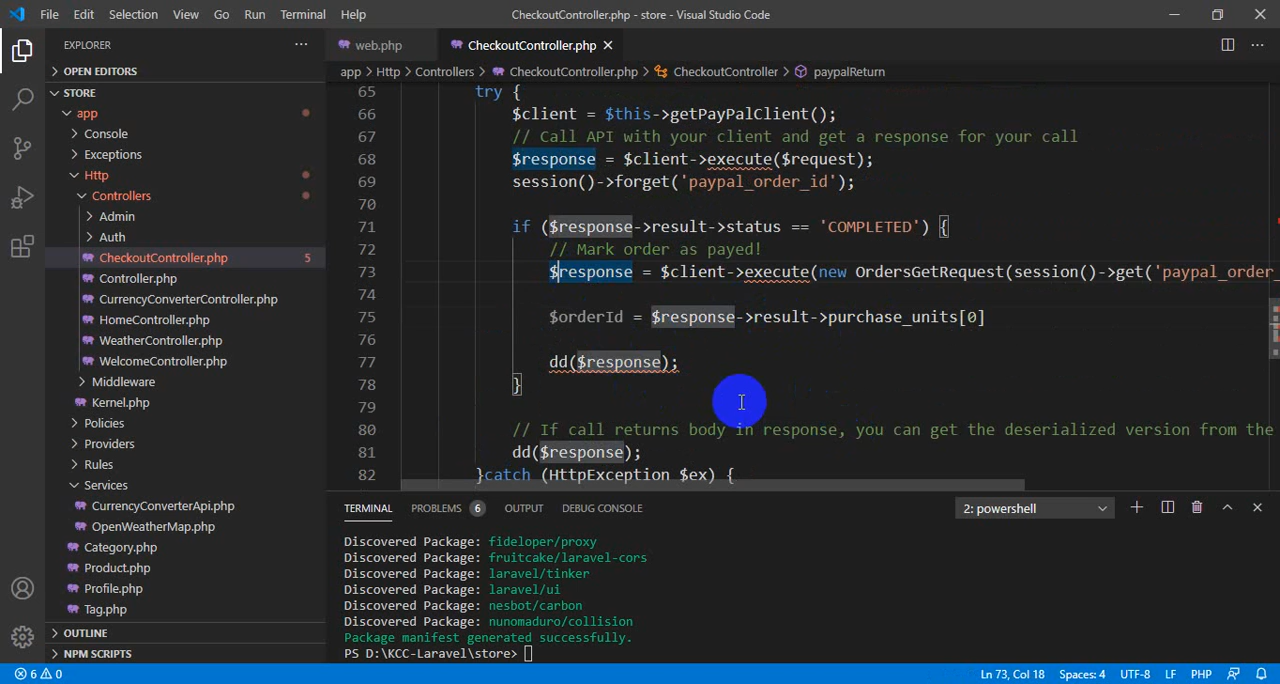 File Edit Selection View Go Run Terminal Help
CheckoutController.php - store - Visual Studio Code
EXPLORER
OPEN EDITORS
STORE
app
Console
Exceptions
Http
Controllers
Admin
Auth
CheckoutController.php 5
Controller.php
CurrencyConverterController.php
HomeController.php
WeatherController.php
WelcomeController.php
Middleware
Kernel.php
Policies
Providers
Rules
Services
CurrencyConverterApi.php
OpenWeatherMap.php
Category.php
Product.php
Profile.php
Tag.php
OUTLINE
NPM SCRIPTS
web.php CheckoutController.php
app > Http > Controllers > CheckoutController.php > CheckoutController > paypalReturn
65 try {
66 $client = $this->getPayPalClient();
67 // Call API with your client and get a response for your call
68 $response = $client->execute($request);
69 session()->forget('paypal_order_id');
70
71 if ($response->result->status == 'COMPLETED') {
72 // Mark order as payed!
73 $response = $client->execute(new OrdersGetRequest(session()->get('paypal_order
74
75 $orderId = $response->result->purchase_units[0]
76
77 dd($response);
78 }
79
80 // If call returns body in response, you can get the deserialized version from the
81 dd($response);
82 }catch (HttpException $ex) {
TERMINAL PROBLEMS 6 OUTPUT DEBUG CONSOLE 2: powershell
Discovered Package: fideloper/proxy
Discovered Package: fruitcake/laravel-cors
Discovered Package: laravel/tinker
Discovered Package: laravel/ui
Discovered Package: nesbot/carbon
Discovered Package: nunomaduro/collision
Package manifest generated successfully.
PS D:\KCC-Laravel\store>
6 0 Ln 73, Col 18 Spaces: 4 UTF-8 LF PHP